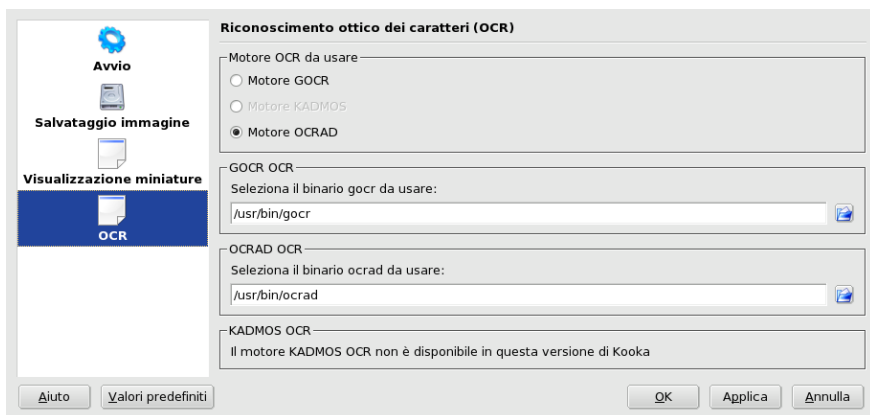 Avvio
Salvataggio immagine
Visualizzazione miniature
OCR
Riconoscimento ottico dei caratteri (OCR)
Motore OCR da usare
Motore GOCR
Motore KADMOS
Motore OCRAD
GOCR OCR
Seleziona il binario gocr da usare:
/usr/bin/gocr
OCRAD OCR
Seleziona il binario ocrad da usare:
/usr/bin/ocrad
KADMOS OCR
Il motore KADMOS OCR non è disponibile in questa versione di Kooka
Aiuto Valori predefiniti OK Applica Annulla